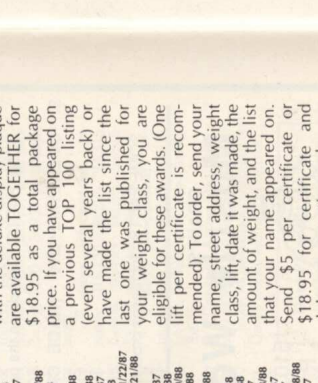 are available TOGETHER for
$18.95 as a total package
price. If you have appeared on
a previous TOP 100 listing
(even several years back) or
have made the list since the
last one was published for
your weight class, you are
eligible for these awards. (One
lift per certificate is recom-
mended). To order, send your
name, street address, weight
class, lift, date it was made, the
amount of weight, and the list
that your name appeared on.
Send $5 per certificate or
$18.95 for certificate and